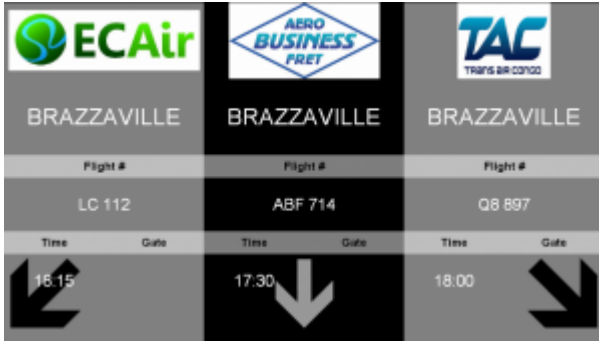 ECAir
BRAZZAVILLE
Flight #
LC 112
Time Gate
16:15
AERO
BUSINESS
FRET
BRAZZAVILLE
Flight #
ABF 714
Time Gate
17:30
TAC
TRANS AIR CONGO
BRAZZAVILLE
Flight #
Q8 897
Time Gate
18:00